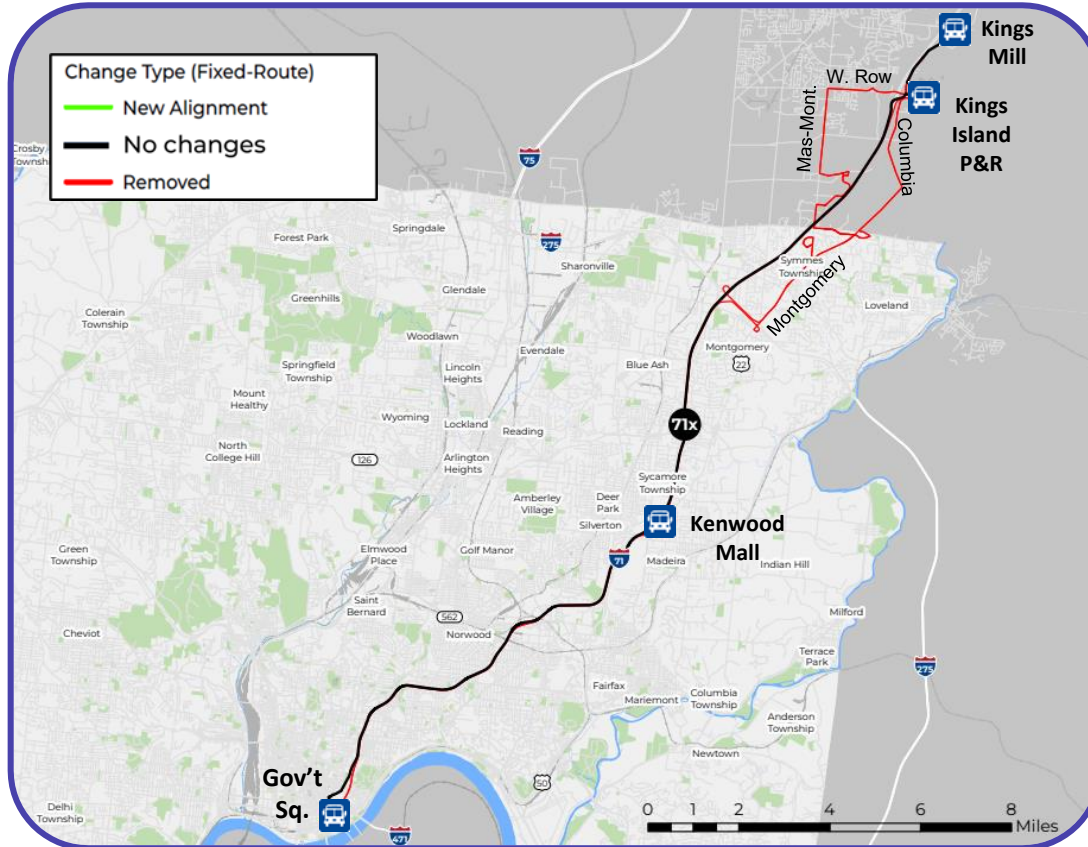 Change Type (Fixed-Route)
New Alignment
No changes
Removed
Kings
Mill
W. Row
Kings
Island
P&R
Mas-Mont.
Columbia
Crosby
Township
75
275
Springdale
Forest Park
Sharonville
Symmes
Township
Montgomery
Loveland
Glendale
Greenhills
Colerain
Township
Woodlawn
Evendale
Montgomery
22
Blue Ash
Springfield
Township
Lincoln
Heights
Mount
Healthy
Wyoming
Lockland
Reading
71x
North
College Hill
126
Arlington
Heights
Sycamore
Township
Amberley
Village
Deer
Park
Silverton
Kenwood
Mall
Green
Township
Elmwood
Place
Golf Manor
71
Madeira
Indian Hill
Saint
Bernard
562
Norwood
Cheviot
Milford
Terrace
Park
275
Fairfax
Mariemont
Columbia
Township
Anderson
Township
Newtown
Gov't
Sq.
50
Delhi
Township
471
0 1 2 4 6 8
Miles